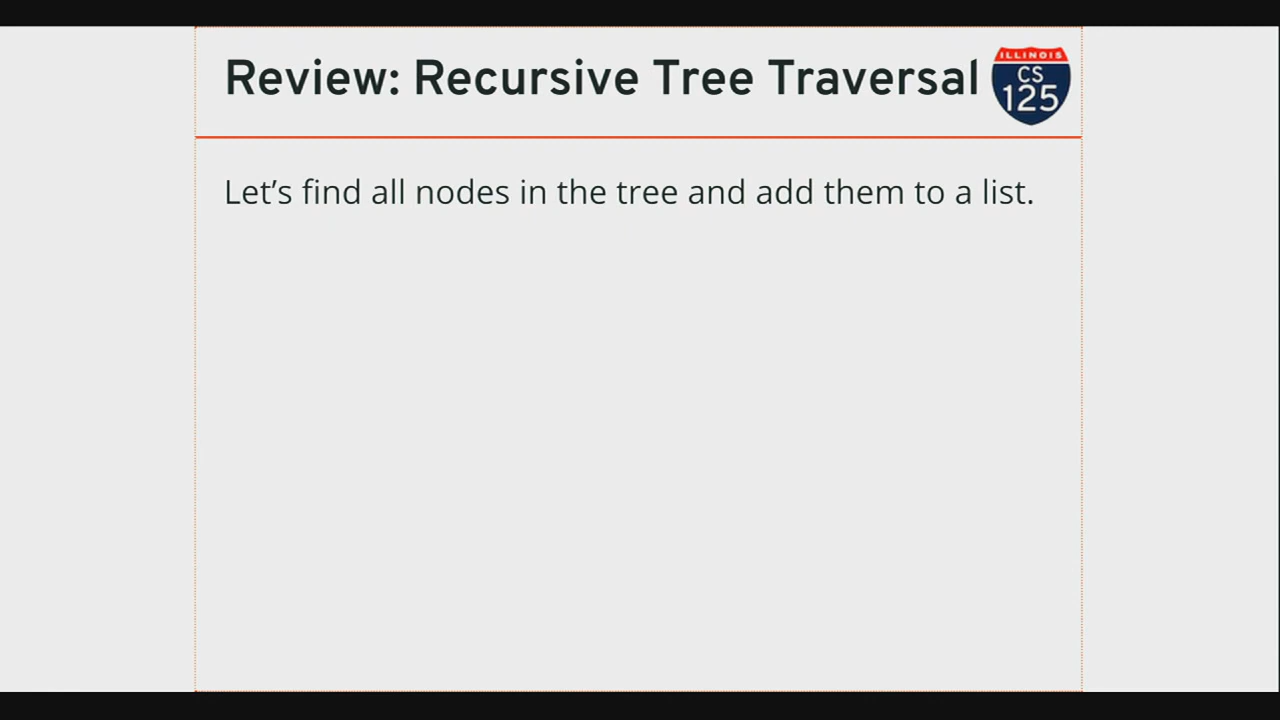 Review: Recursive Tree Traversal
ILLINOIS
CS
125
Let’s find all nodes in the tree and add them to a list.